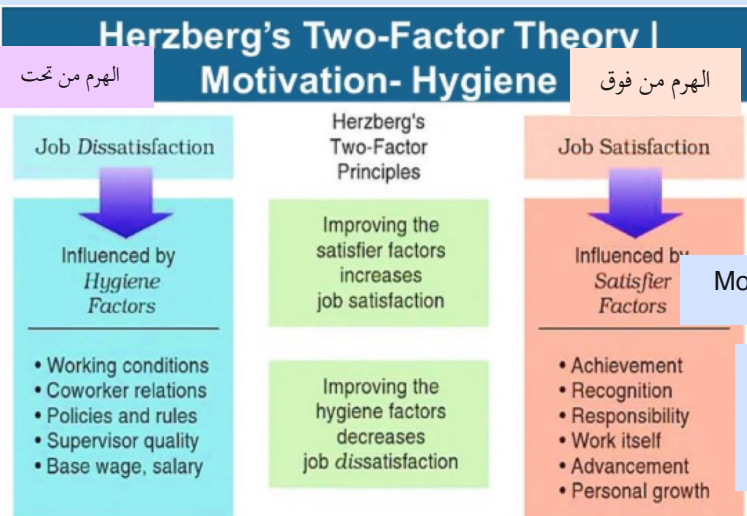 Herzberg's Two-Factor Theory |
Motivation- Hygiene
الهرم من تحت
الهرم من فوق
Job Dissatisfaction
Influenced by
Hygiene
Factors
• Working conditions
• Coworker relations
• Policies and rules
• Supervisor quality
• Base wage, salary
Herzberg's
Two-Factor
Principles
Improving the
satisfier factors
increases
job satisfaction
Improving the
hygiene factors
decreases
job dissatisfaction
Job Satisfaction
Influenced by
Satisfier
Factors
• Achievement
• Recognition
• Responsibility
• Work itself
• Advancement
• Personal growth